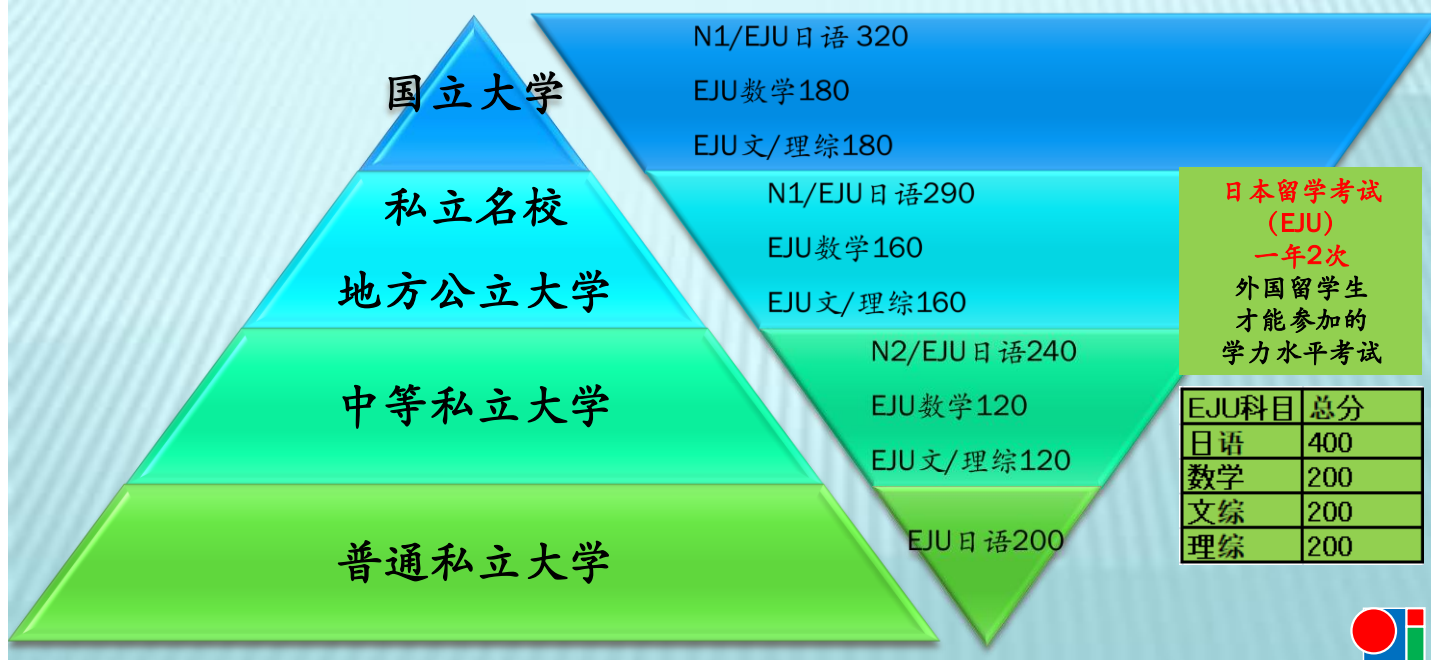 国立大学
私立名校
地方公立大学
中等私立大学
普通私立大学
N1/EJU日语 320
EJU数学180
EJU文/理综180
N1/EJU日语290
EJU数学160
EJU文/理综160
N2/EJU日语240
EJU数学120
EJU文/理综120
EJU日语200
日本留学考试
(EJU)
一年2次
外国留学生
才能参加的
学力水平考试
EJU科目 总分
日语 400
数学 200
文综 200
理综 200